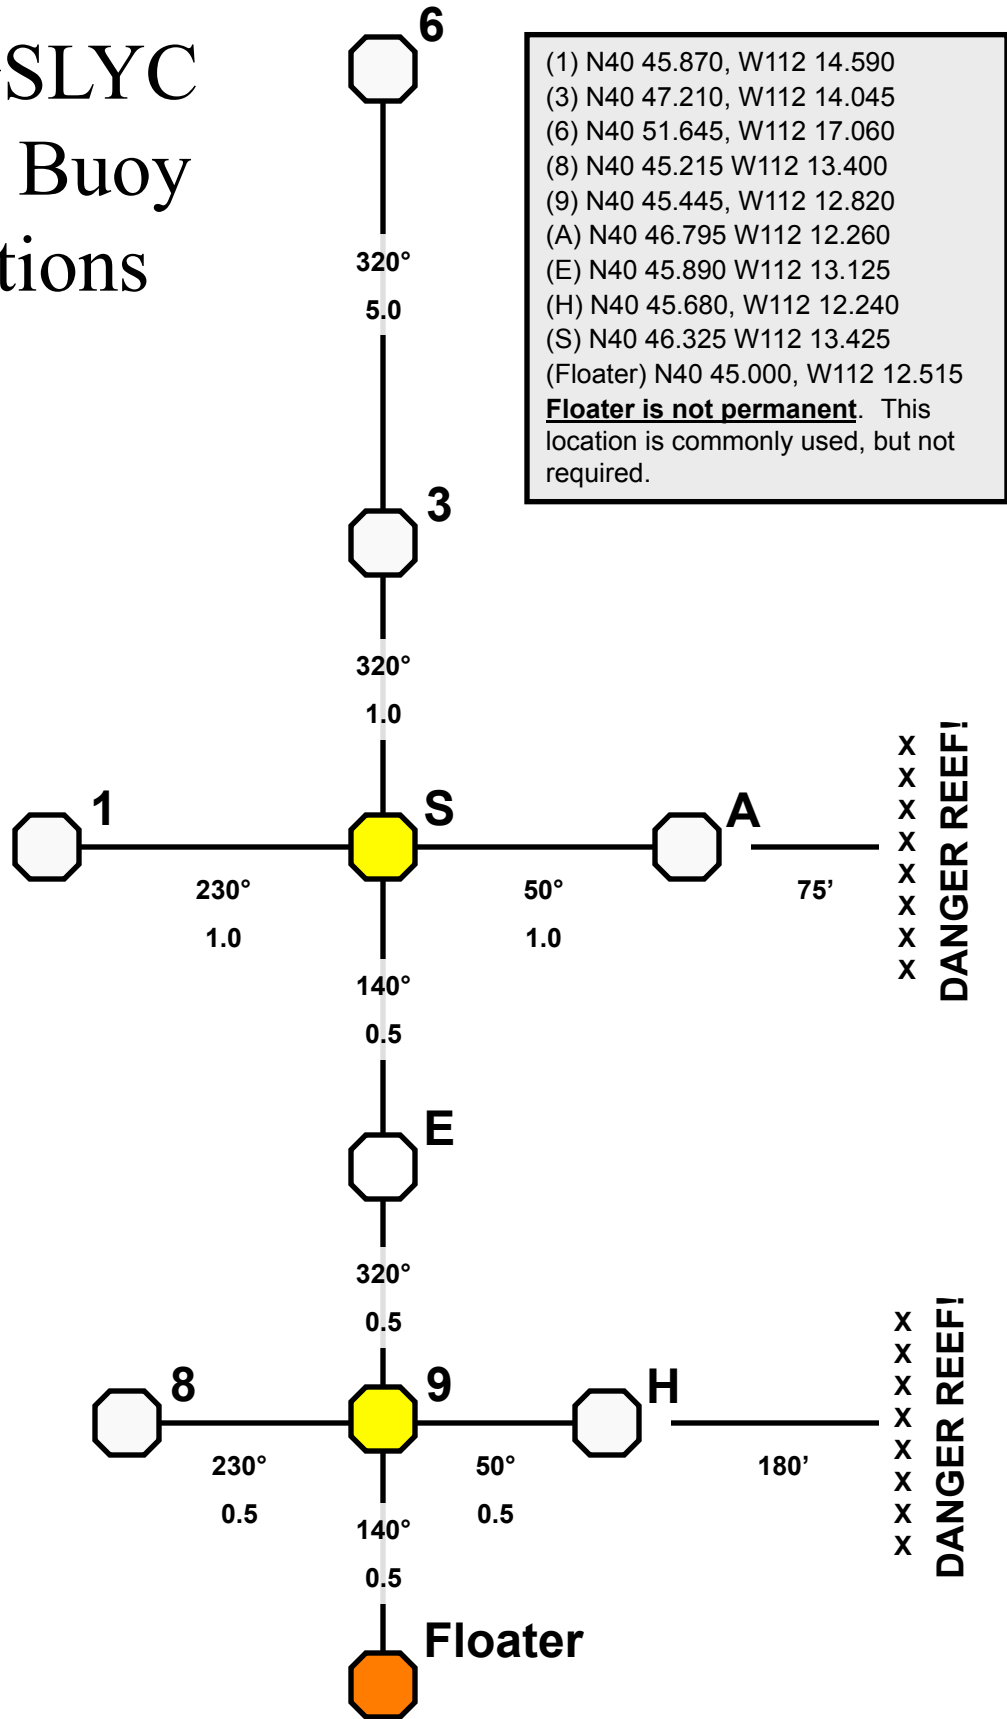 SLYC
Buoy
6
(1) N40 45.870, W112 14.590
(3) N40 47.210, W112 14.045
(6) N40 51.645, W112 17.060
(8) N40 45.215 W112 13.400
(9) N40 45.445, W112 12.820
(A) N40 46.795 W112 12.260
(E) N40 45.890 W112 13.125
(H) N40 45.680, W112 12.240
(S) N40 46.325 W112 13.425
(Floater) N40 45.000, W112 12.515
Floater is not permanent. This
location is commonly used, but not
required.
tions
320°
5.0
3
320°
1.0
1
S
A
230°
1.0
50°
1.0
75’
X
X
X
X
X
X
X
X
DANGER REEF!
140°
0.5
E
320°
0.5
8
9
H
230°
0.5
50°
0.5
180’
X
X
X
X
X
X
X
X
DANGER REEF!
140°
0.5
Floater